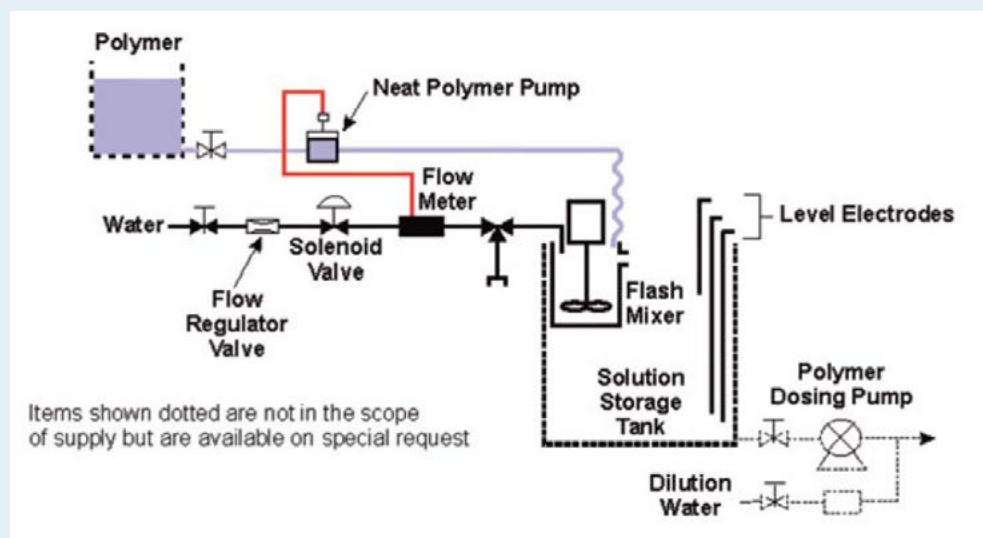 Polymer
Neat Polymer Pump
Flow
Meter
Level Electrodes
Water
Solenoid
Valve
Flow
Regulator
Valve
Flash
Mixer
Solution
Storage
Tank
Polymer
Dosing Pump
Items shown dotted are not in the scope
of supply but are available on special request
Dilution
Water